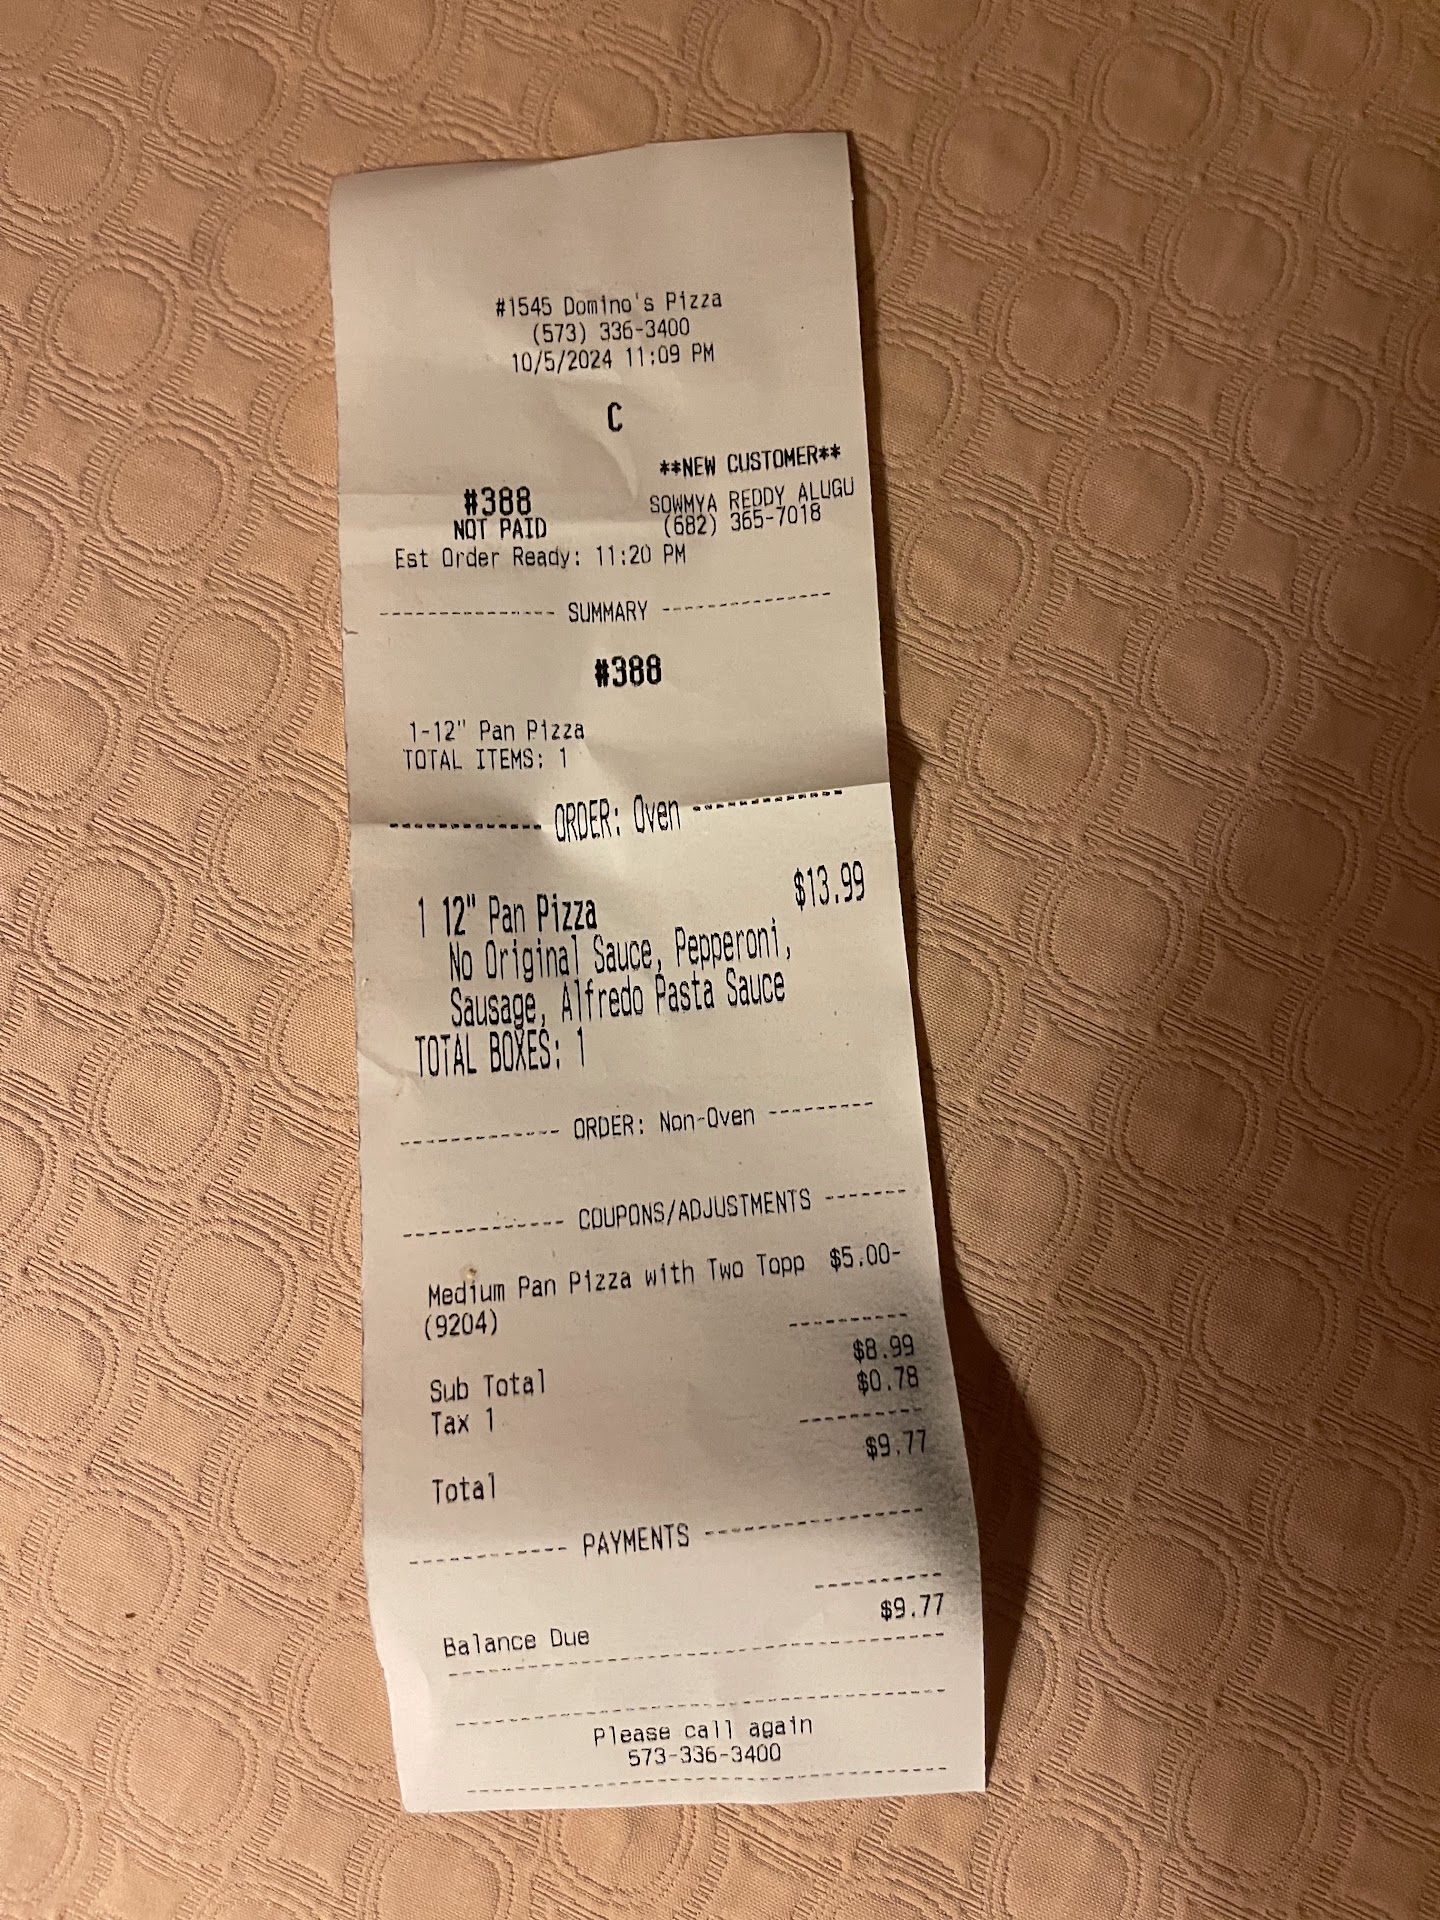 #1545 Domino's Pizza
(573) 336-3400
10/5/2024 11:09 PM
C
**NEW CUSTOMER**
#388
SOWMYA REDDY ALUGU
NOT PAID
(682) 365-7018
Est Order Ready: 11:20 PM
------------- SUMMARY -------------
#388
1-12" Pan Pizza
TOTAL ITEMS: 1
------------- ORDER: Oven -------------
1 12" Pan Pizza $13.99
No Original Sauce, Pepperoni,
Sausage, Alfredo Pasta Sauce
TOTAL BOXES: 1
------------- ORDER: Non-Oven ---------
------------- COUPONS/ADJUSTMENTS -------
Medium Pan Pizza with Two Topp $5.00-
(9204)
----------
Sub Total $8.99
Tax 1 $0.78
----------
Total $9.77
------------ PAYMENTS ----------------
----------
Balance Due $9.77
--------------------------------------
--------------------------------------
Please call again
573-336-3400
--------------------------------------